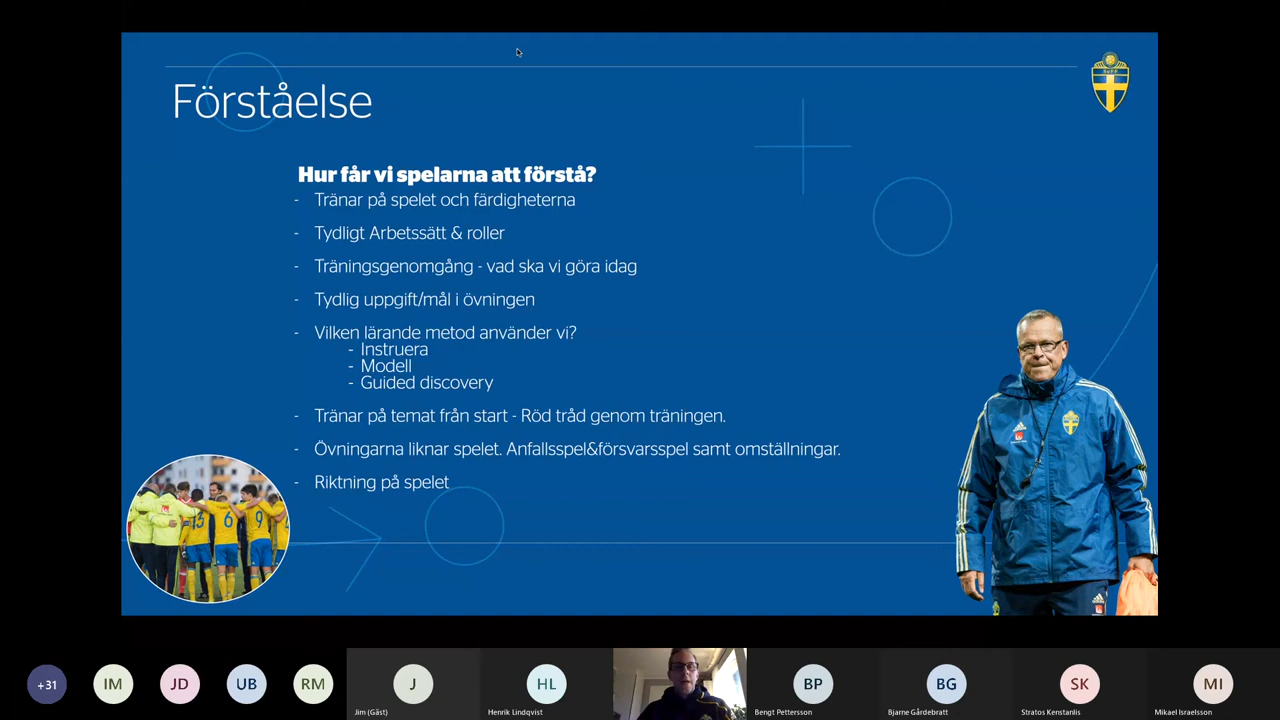 Förståelse
Hur får vi spelarna att förstå?
- Tränar på spelet och färdigheterna
- Tydligt Arbetssätt & roller
- Träningsgenomgång - vad ska vi göra idag
- Tydlig uppgift/mål i övningen
- Vilken lärande metod använder vi?
- Instruera
- Modell
- Guided discovery
- Tränar på temat från start - Röd tråd genom träningen.
- Övningarna liknar spelet. Anfallsspel&försvarsspel samt omställningar.
- Riktning på spelet
13 6 9
+31 IM JD UB RM J HL BP BG SK MI
Jim (Gäst) Henrik Lindqvist Bengt Pettersson Bjarne Gårdebratt Stratos Kenstanlis Mikael Israelsson